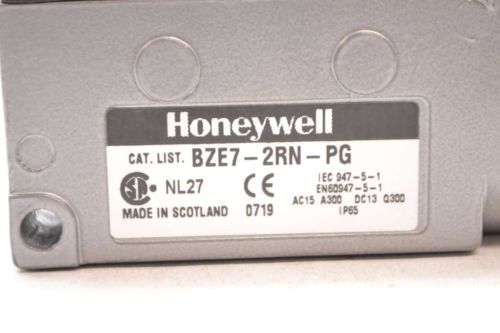 Honeywell
CAT. LIST. BZE7-2RN-PG
NL27 CE IEC 947-5-1
EN60947-5-1
AC15 A300 DC13 Q300
MADE IN SCOTLAND 0719 IP65